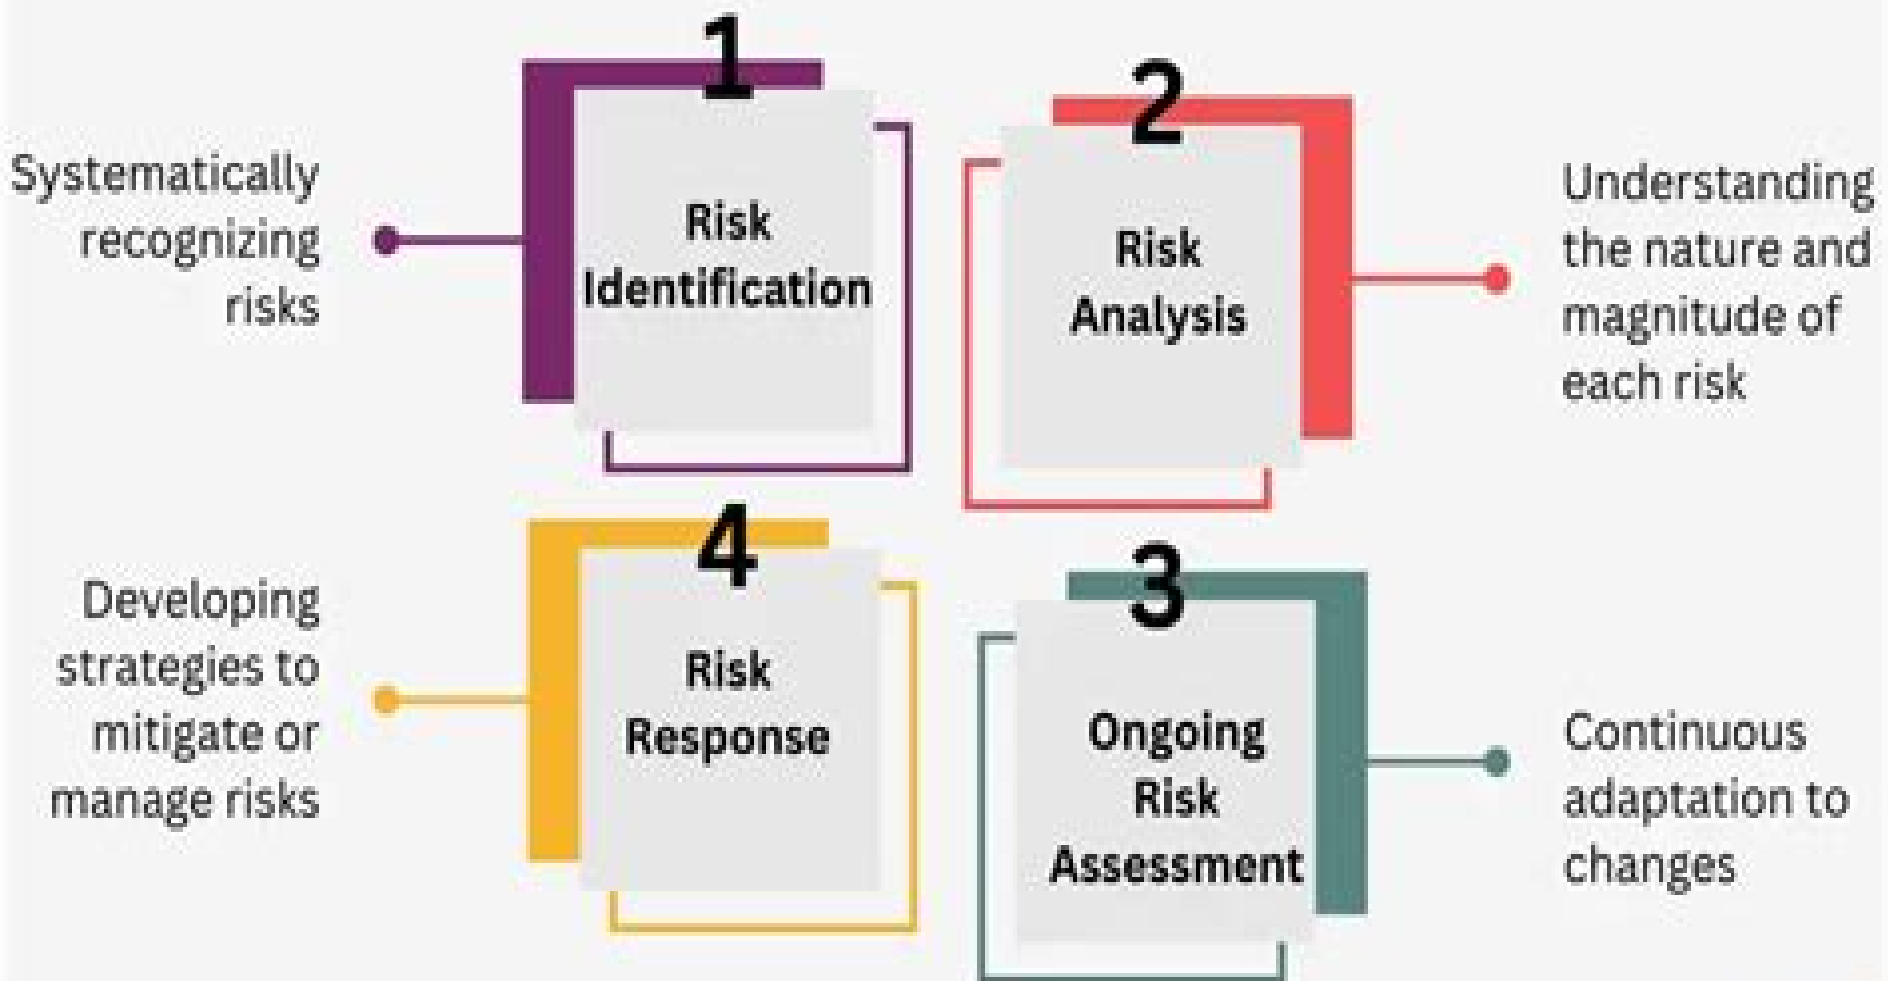 1
Systematically
recognizing
risks
Risk
Identification
2
Risk
Analysis
Understanding
the nature and
magnitude of
each risk
4
Developing
strategies to
mitigate or
manage risks
Risk
Response
3
Ongoing
Risk
Assessment
Continuous
adaptation to
changes